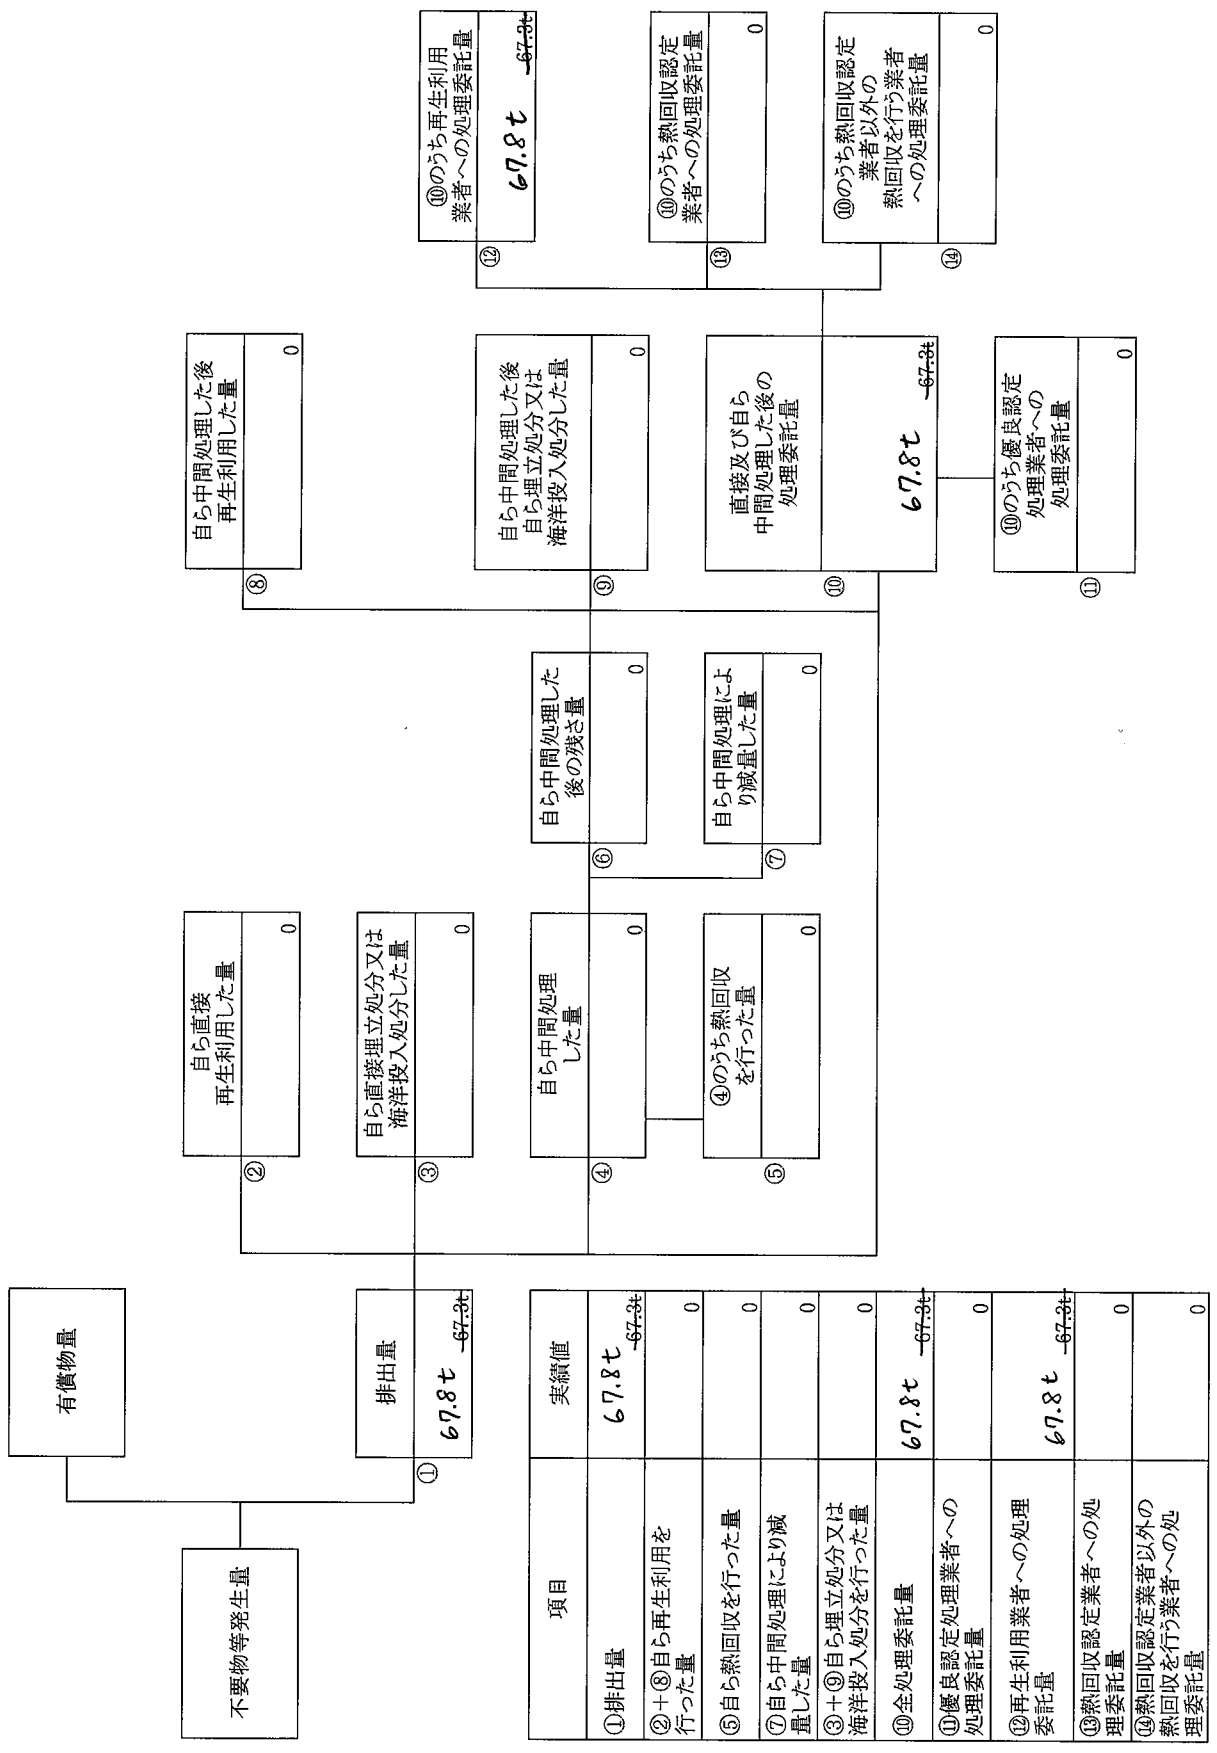 不要物等発生量
有償物量
①
排出量
67.8t 67.3t
②
自ら直接
再生利用した量
0
③
自ら直接埋立処分又は
海洋投入処分した量
0
④
自ら中間処理
した量
0
⑤
④のうち熱回収
を行った量
0
⑥
自ら中間処理した
後の残さ量
0
⑦
自ら中間処理によ
り減量した量
0
⑧
自ら中間処理した後
再生利用した量
0
⑨
自ら中間処理した後
自ら埋立処分又は
海洋投入処分した量
0
⑩
直接及び自ら
中間処理した後の
処理委託量
67.8t 67.3t
⑪
⑩のうち優良認定
処理業者への
処理委託量
0
⑫
⑩のうち再生利用
業者への処理委託量
67.8t 67.3t
⑬
⑩のうち熱回収認定
業者への処理委託量
0
⑭
⑩のうち熱回収認定
業者以外の
熱回収を行う業者
への処理委託量
0
項目 実績値
①排出量 67.8t 67.3t
②+⑧自ら再生利用を
行った量 0
⑤自ら熱回収を行った量 0
⑦自ら中間処理により減
量した量 0
③+⑨自ら埋立処分又は
海洋投入処分を行った量 0
⑩全処理委託量 67.8t 67.3t
⑪優良認定処理業者への
処理委託量 0
⑫再生利用業者への処理
委託量 67.8t 67.3t
⑬熱回収認定業者への処
理委託量 0
⑭熱回収認定業者以外の
熱回収を行う業者への処
理委託量 0